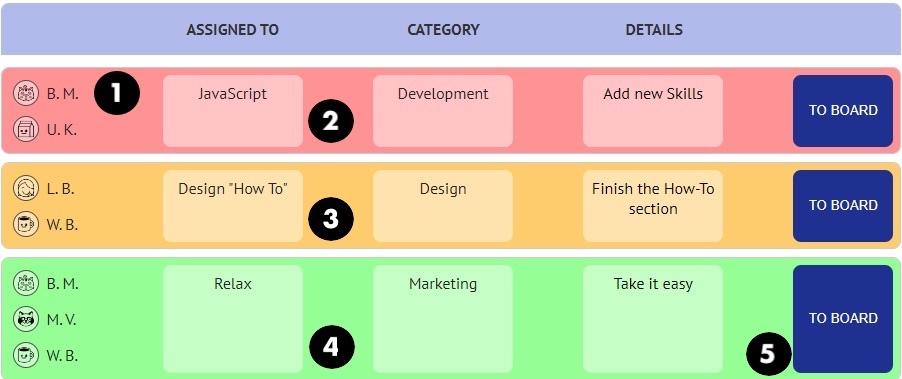 ASSIGNED TO CATEGORY DETAILS
B. M. 1 JavaScript Development Add new Skills
TO BOARD
2
U. K.
L. B. Design "How To" Design Finish the How-To
section
TO BOARD
W. B. 3
B. M. Relax Marketing Take it easy
M. V. TO BOARD
W. B. 4 5